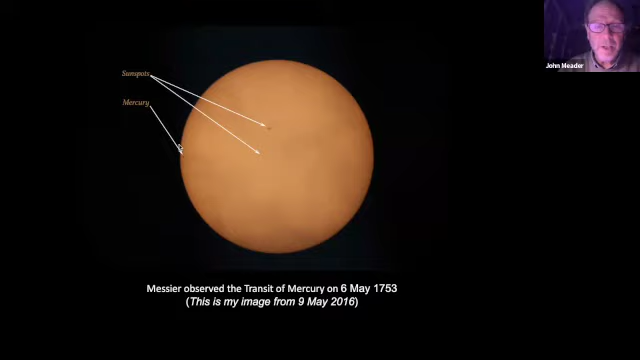 John Meader
Sunspots
Mercury
Messier observed the Transit of Mercury on 6 May 1753
(This is my image from 9 May 2016)